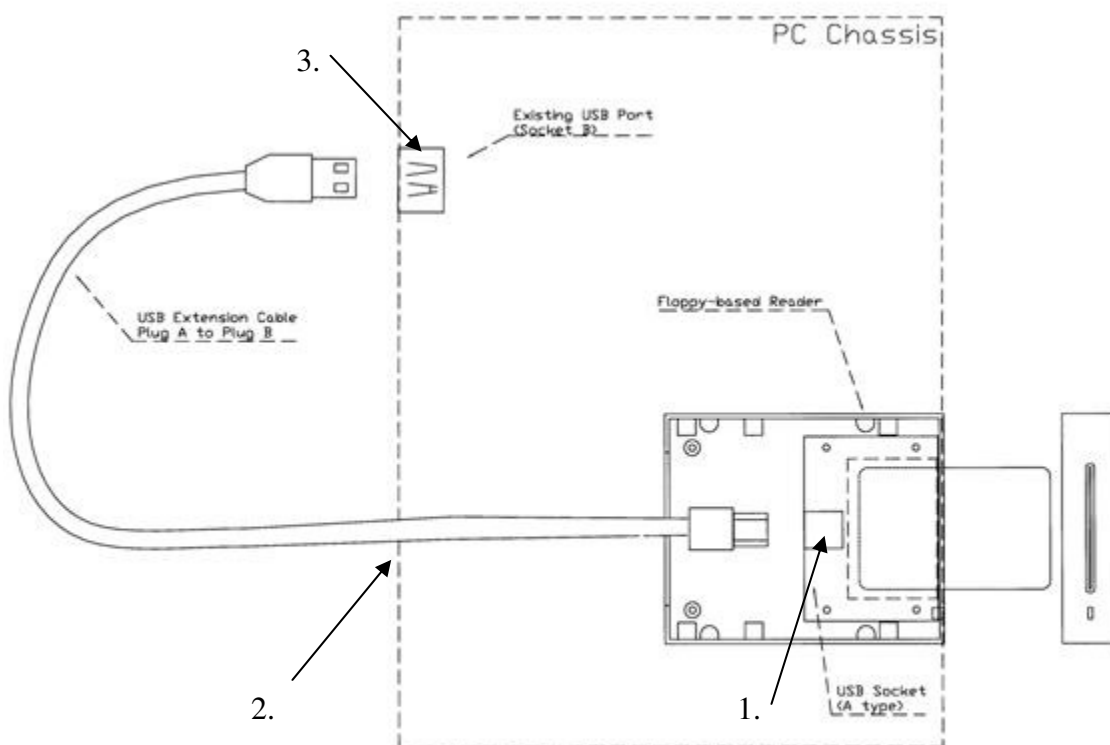 PC Chassis
3.
Existing USB Port
(Socket B)
Floppy-based Reader
USB Extension Cable
Plug A to Plug B
USB Socket
(A type)
2.
1.